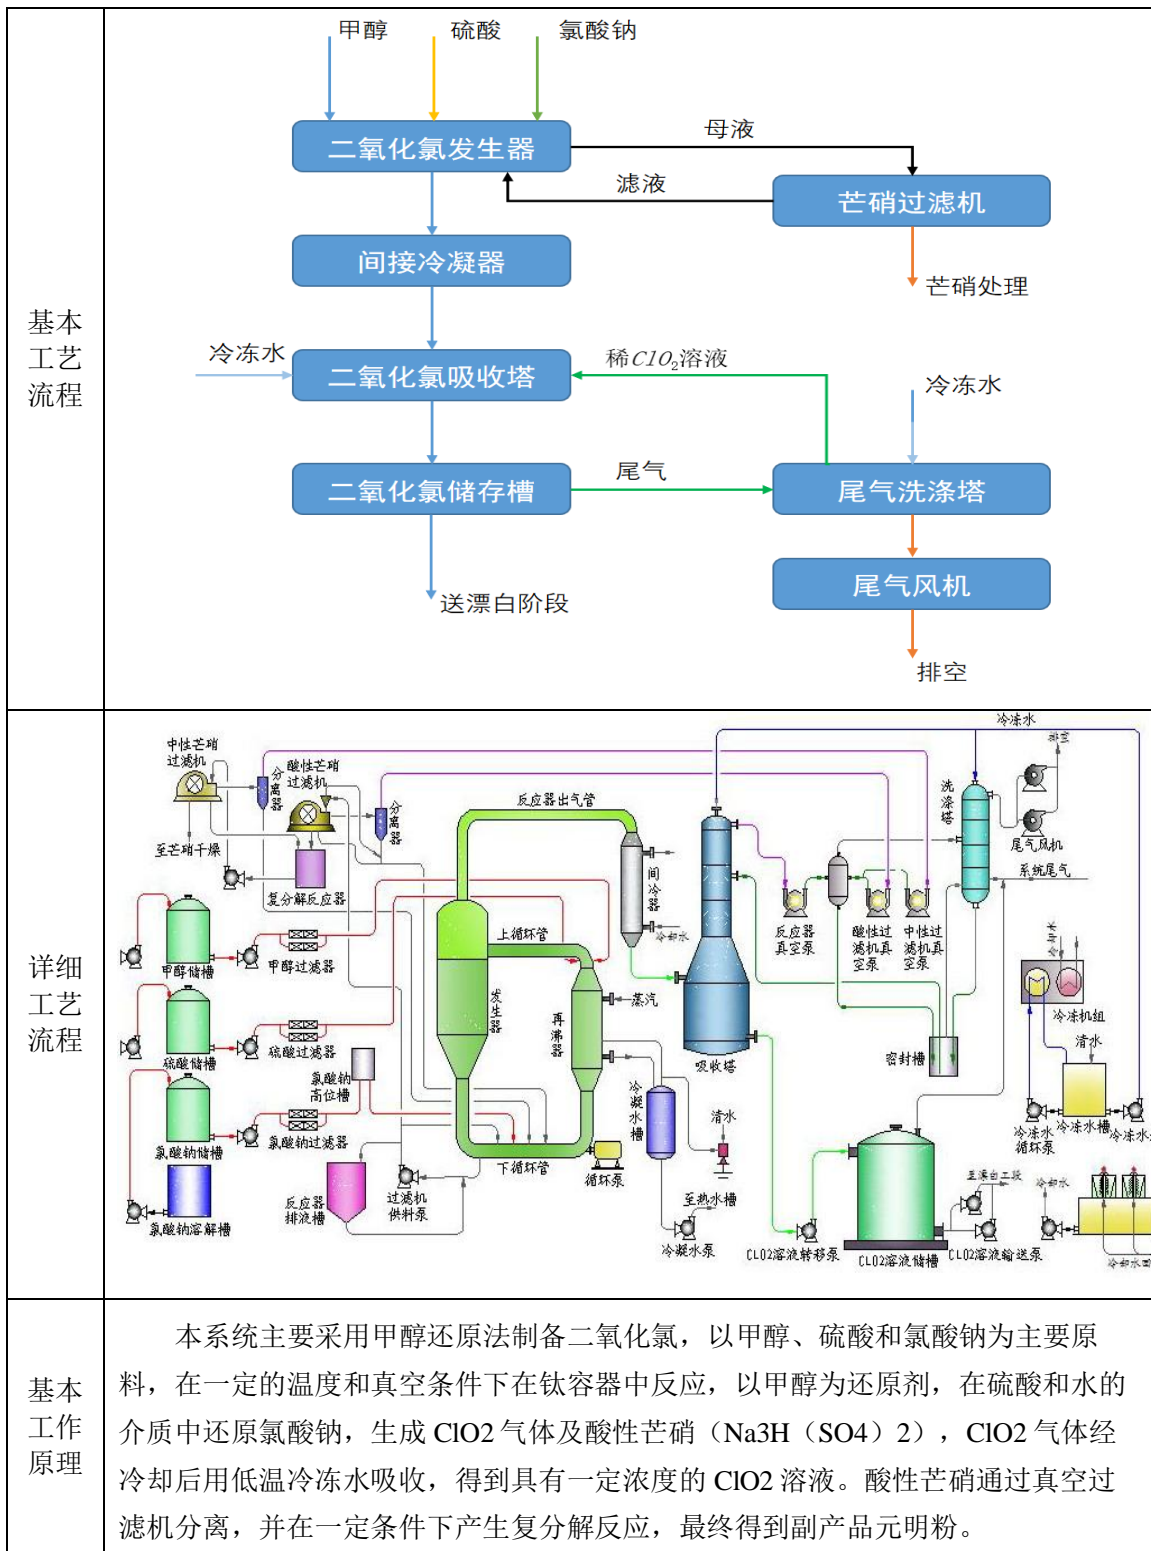 基本
工艺
流程
甲醇
硫酸
氯酸钠
二氧化氯发生器
母液
滤液
芒硝过滤机
间接冷凝器
芒硝处理
冷冻水
二氧化氯吸收塔
稀ClO₂溶液
冷冻水
二氧化氯储存槽
尾气
尾气洗涤塔
送漂白阶段
尾气风机
排空
详细
工艺
流程
中性芒硝
过滤机
分离器
酸性芒硝
过滤机
分离器
至芒硝干燥
复分解反应器
反应器出气管
间冷器
冷却水
冷冻水
排空
洗涤塔
尾气风机
系统尾气
甲醇储槽
甲醇过滤器
上循环管
发生器
再沸器
蒸汽
吸收塔
反应器
真空泵
酸性过
滤机真
空泵
中性过
滤机真
空泵
冷却水
冷冻机组
清水
密封槽
硫酸储槽
硫酸过滤器
氯酸钠
高位槽
氯酸钠储槽
氯酸钠过滤器
冷凝水槽
清水
冷冻水
循环泵
冷冻水槽
冷冻水
氯酸钠溶解槽
反应器
排液槽
过滤机
供料泵
下循环管
循环泵
至热水槽
冷凝水泵
CLO2溶液转移泵
CLO2溶液储槽
至漂白工段
CLO2溶液输送泵
冷却水
冷却水回
基本
工作
原理
本系统主要采用甲醇还原法制备二氧化氯，以甲醇、硫酸和氯酸钠为主要原
料，在一定的温度和真空条件下在钛容器中反应，以甲醇为还原剂，在硫酸和水的
介质中还原氯酸钠，生成 ClO2 气体及酸性芒硝（Na3H（SO4）2），ClO2 气体经
冷却后用低温冷冻水吸收，得到具有一定浓度的 ClO2 溶液。酸性芒硝通过真空过
滤机分离，并在一定条件下产生复分解反应，最终得到副产品元明粉。